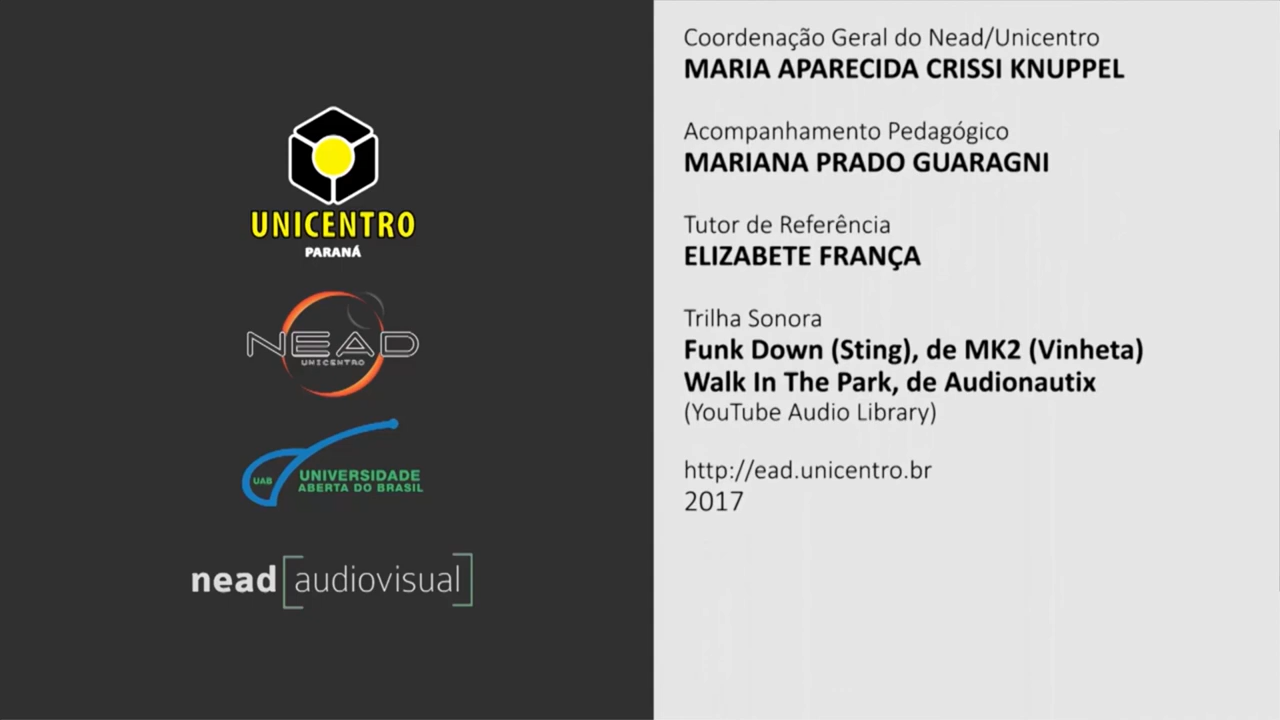 UNICENTRO
PARANÁ
NEAD
UNICENTRO
UAB
UNIVERSIDADE
ABERTA DO BRASIL
nead[audiovisual]
Coordenação Geral do Nead/Unicentro
MARIA APARECIDA CRISSI KNUPPEL
Acompanhamento Pedagógico
MARIANA PRADO GUARAGNI
Tutor de Referência
ELIZABETE FRANÇA
Trilha Sonora
Funk Down (Sting), de MK2 (Vinheta)
Walk In The Park, de Audionautix
(YouTube Audio Library)
http://ead.unicentro.br
2017